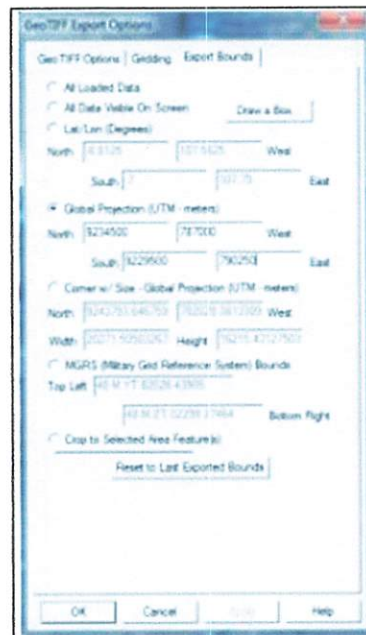 GeoTIFF Export Options
GeoTIFF Options Gridding Export Bounds
All Loaded Data
All Data Visible On Screen Draw a Box
Lat/Lon (Degrees)
North West
South East
Global Projection (UTM - meters)
North 9234500 787000 West
South 9229500 790250 East
Corner w/ Size - Global Projection (UTM - meters)
North West
Width Height
MGRS (Military Grid Reference System) Bounds
Top Left
Bottom Right
Crop to Selected Area Feature(s)
Reset to Last Exported Bounds
OK Cancel Apply Help